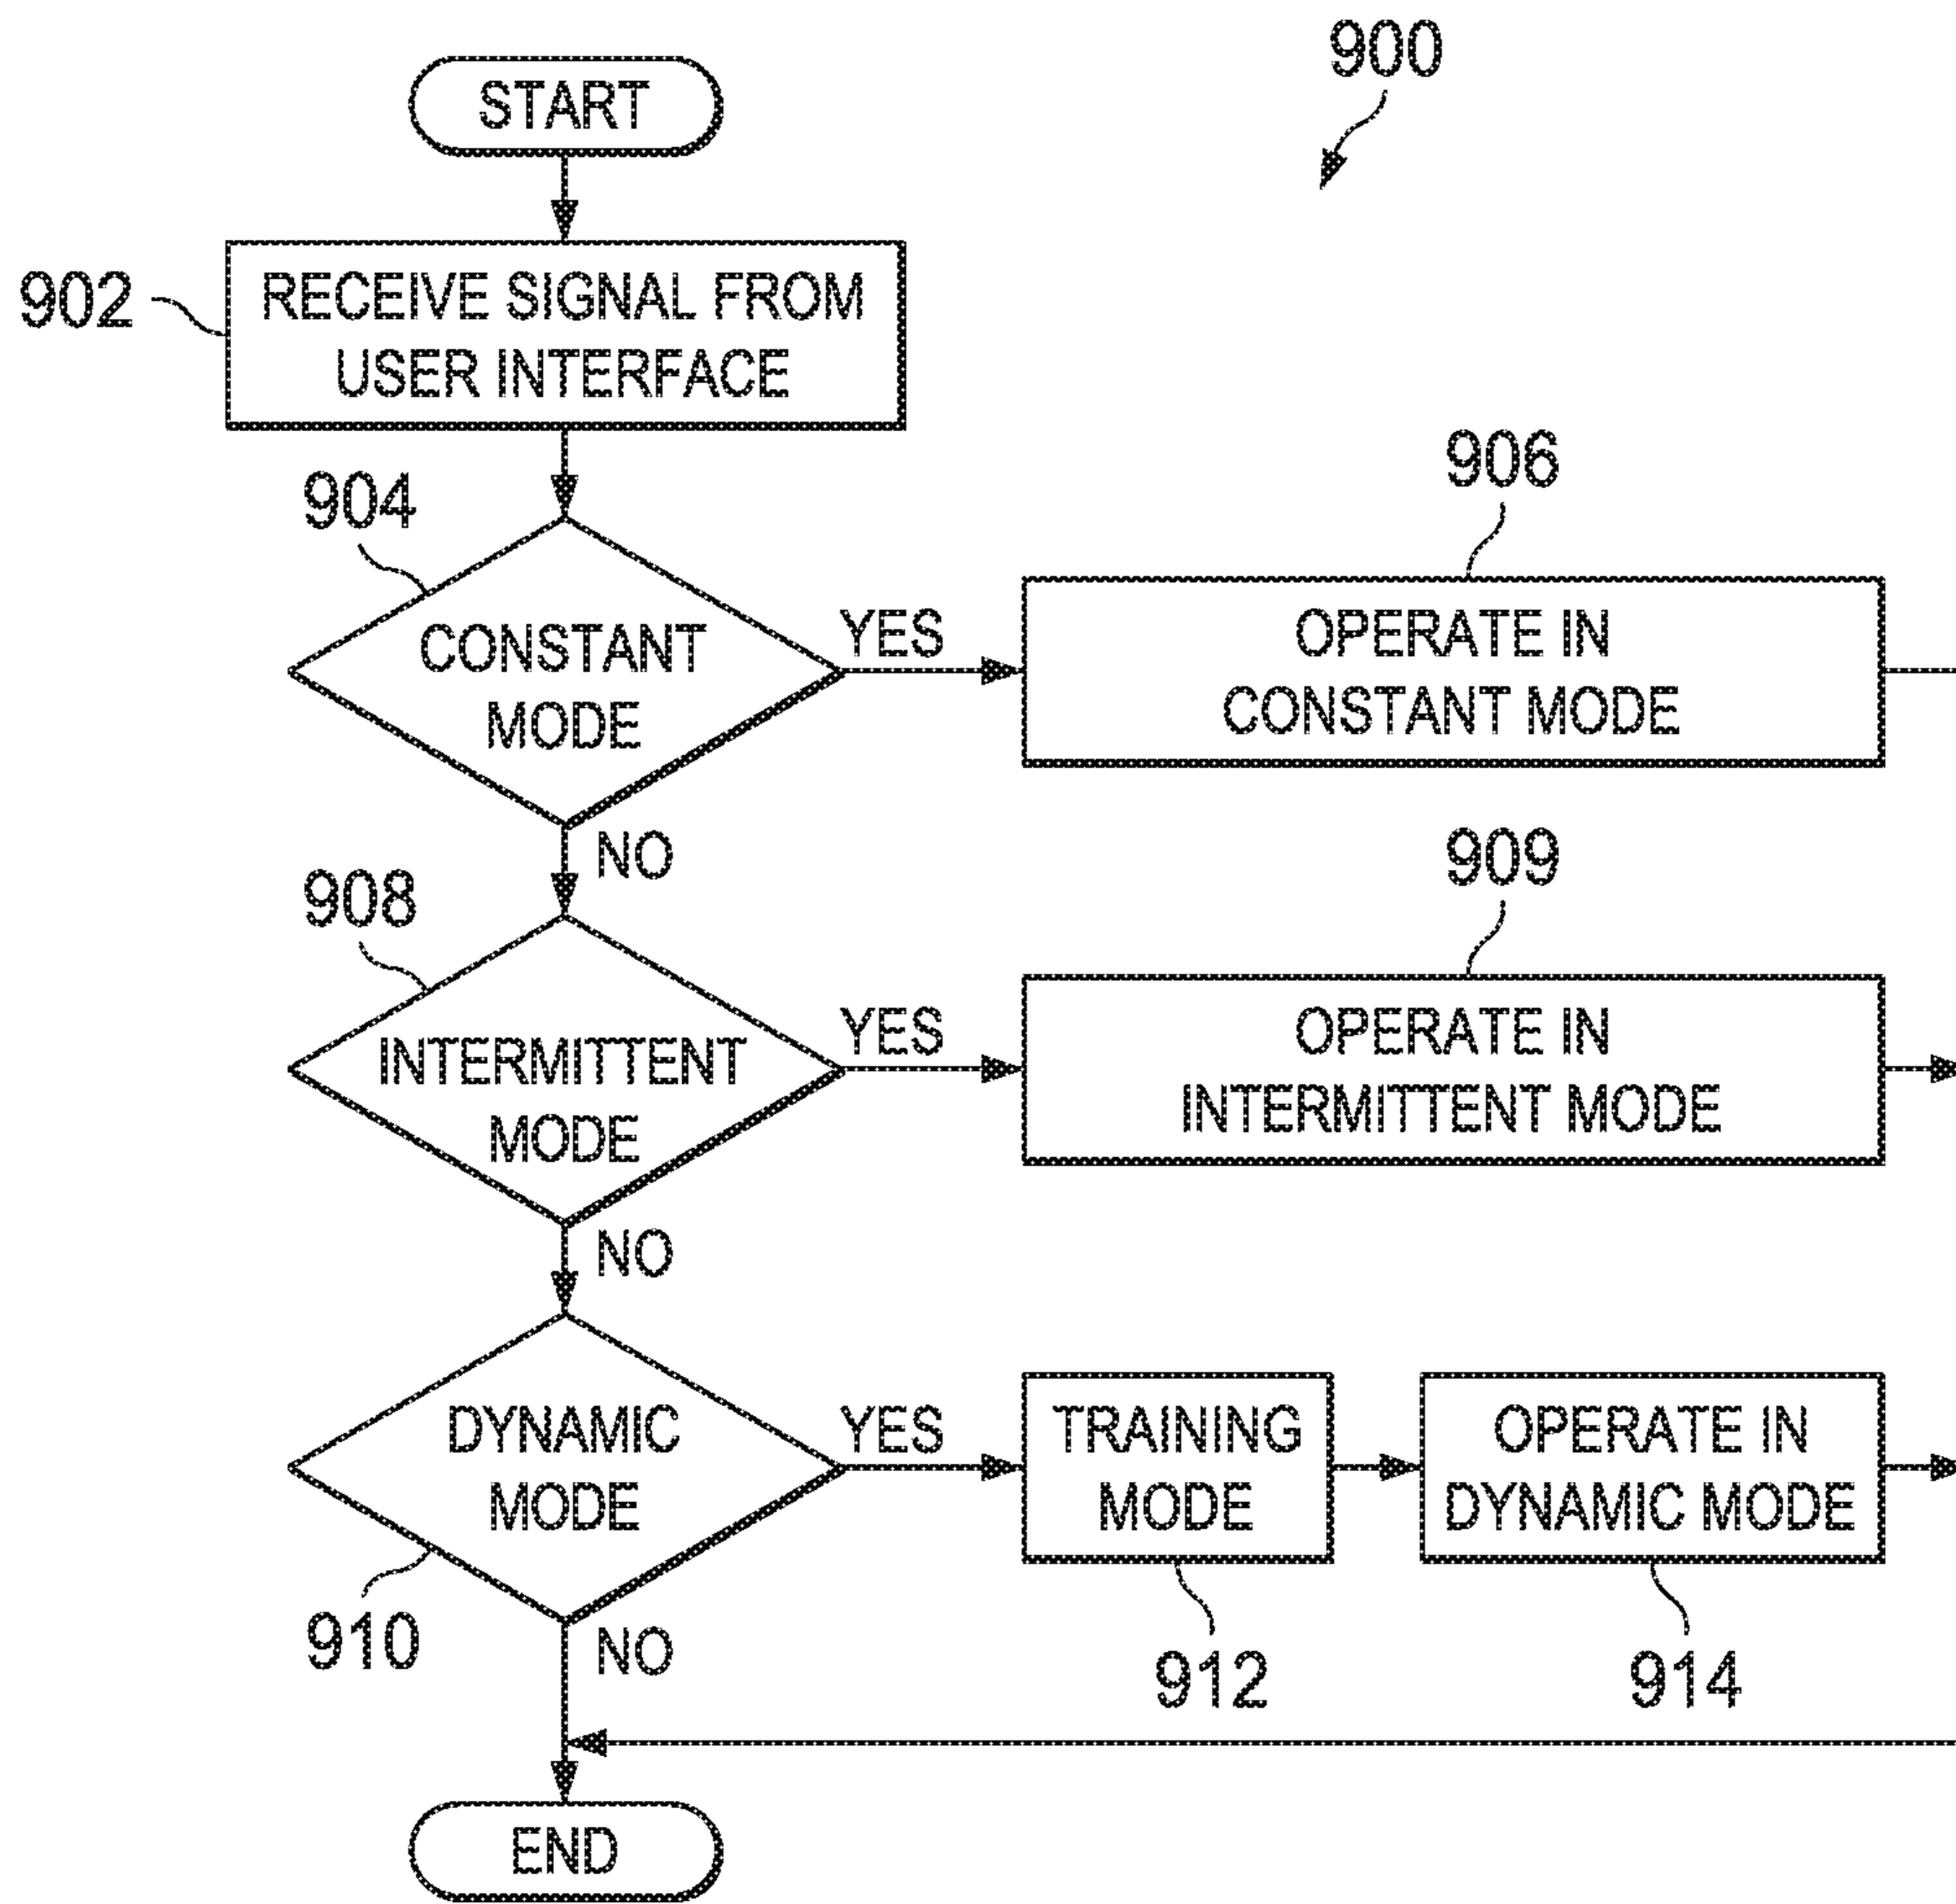 START
900
902
RECEIVE SIGNAL FROM
USER INTERFACE
904
CONSTANT
MODE
YES
906
OPERATE IN
CONSTANT MODE
NO
908
INTERMITTENT
MODE
YES
909
OPERATE IN
INTERMITTENT MODE
NO
DYNAMIC
MODE
910
YES
TRAINING
MODE
912
OPERATE IN
DYNAMIC MODE
914
NO
END